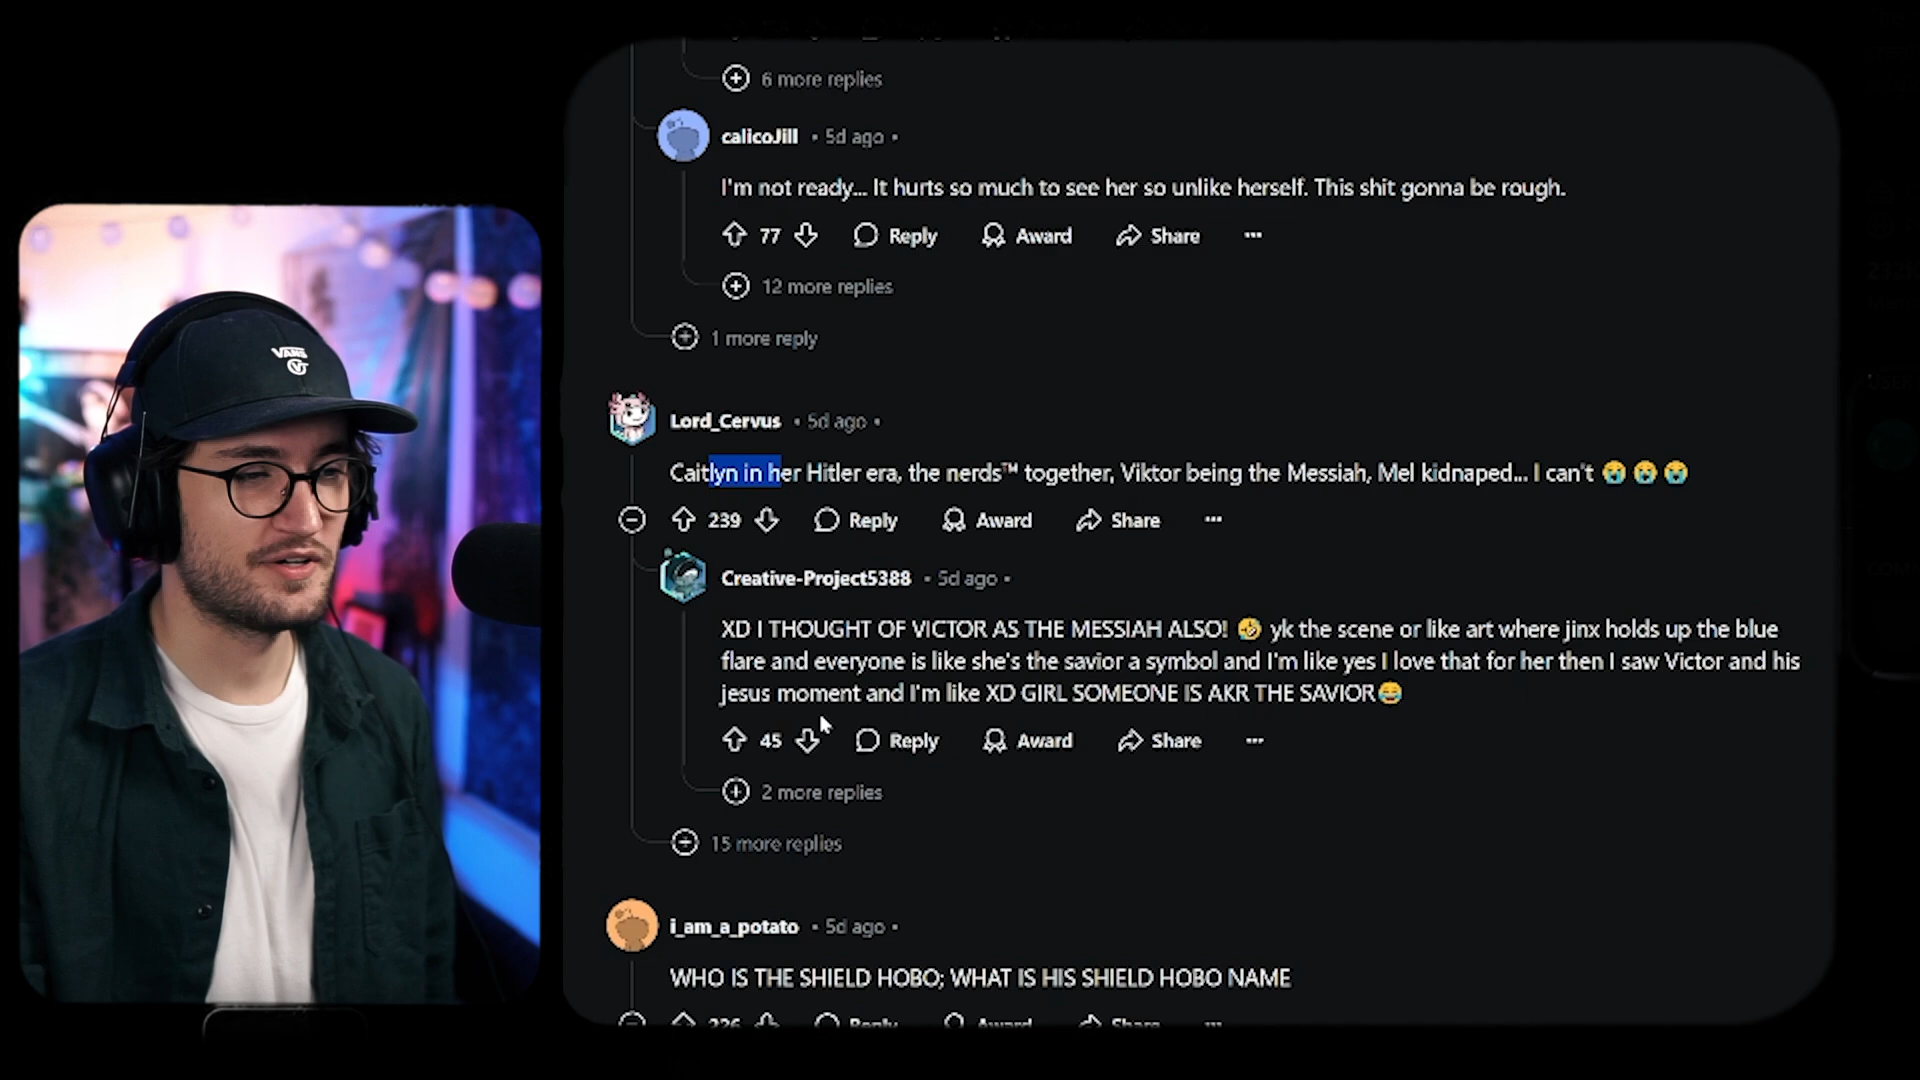 6 more replies
calicoJill • 5d ago •
I'm not ready... It hurts so much to see her so unlike herself. This shit gonna be rough.
77 Reply Award Share ...
12 more replies
1 more reply
Lord_Cervus • 5d ago •
Caitlyn in her Hitler era, the nerds™ together, Viktor being the Messiah, Mel kidnaped... I can't 😭 😭 😭
239 Reply Award Share ...
Creative-Project5388 • 5d ago •
XD I THOUGHT OF VICTOR AS THE MESSIAH ALSO! 🤣 yk the scene or like art where jinx holds up the blue
flare and everyone is like she's the savior a symbol and I'm like yes I love that for her then I saw Victor and his
jesus moment and I'm like XD GIRL SOMEONE IS AKR THE SAVIOR😂
45 Reply Award Share ...
2 more replies
15 more replies
i_am_a_potato • 5d ago •
WHO IS THE SHIELD HOBO; WHAT IS HIS SHIELD HOBO NAME
226 Reply Award Share ...
VANS